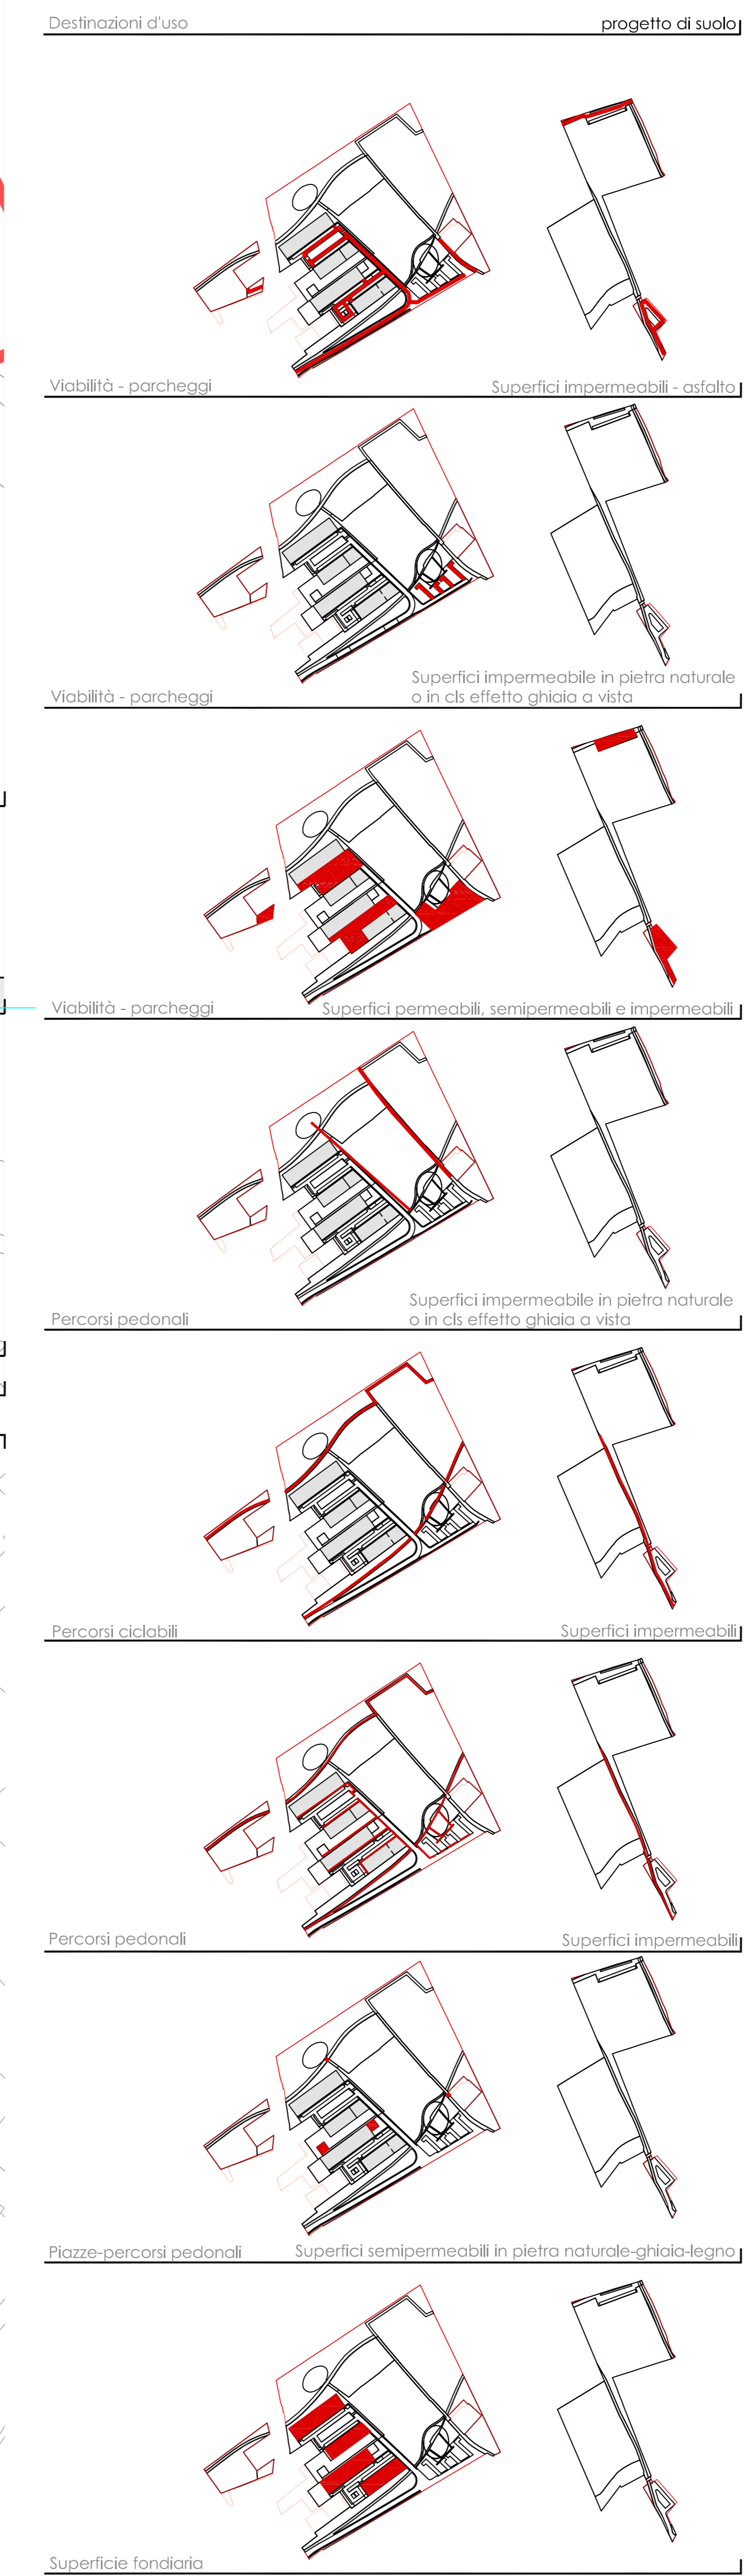 Destinazioni d'uso
progetto di suolo
Viabilità - parcheggi
Superfici impermeabili - asfalto
Viabilità - parcheggi
Superfici impermeabile in pietra naturale
o in cls effetto ghiaia a vista
Viabilità - parcheggi
Superfici permeabili, semipermeabili e impermeabili
Percorsi pedonali
Superfici impermeabile in pietra naturale
o in cls effetto ghiaia a vista
Percorsi ciclabili
Superfici impermeabili
Percorsi pedonali
Superfici impermeabili
Piazze-percorsi pedonali
Superfici semipermeabili in pietra naturale-ghiaia-legno
Superficie fondiaria